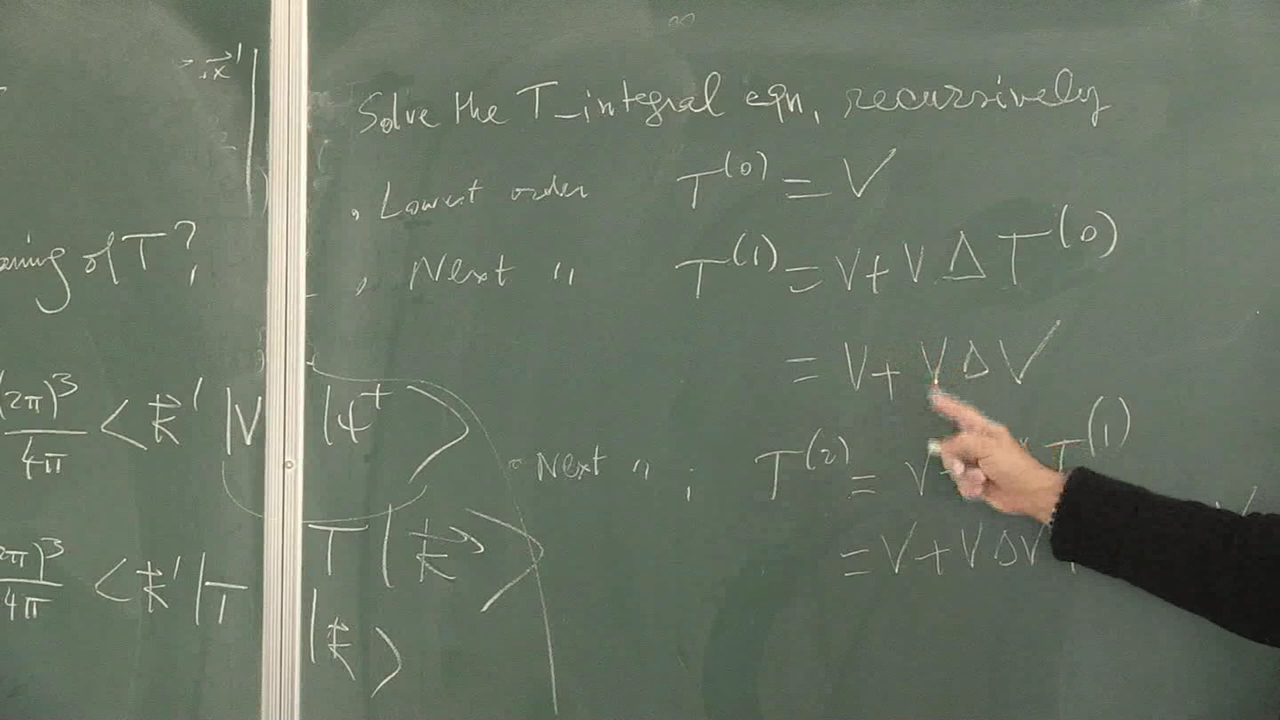 x⃗'
aning of T?
(2π)³/4π <k⃗'|V|ψ⁺>
T|k⃗>
2π)³/4π <k⃗'|T|k⃗>
Solve the T-integral eqn, recursively
. Lowest order T⁽⁰⁾ = V
, Next " T⁽¹⁾ = V + V Δ T⁽⁰⁾
= V + V Δ V
Next " ; T⁽²⁾ = V T⁽¹⁾
= V + V Δ V